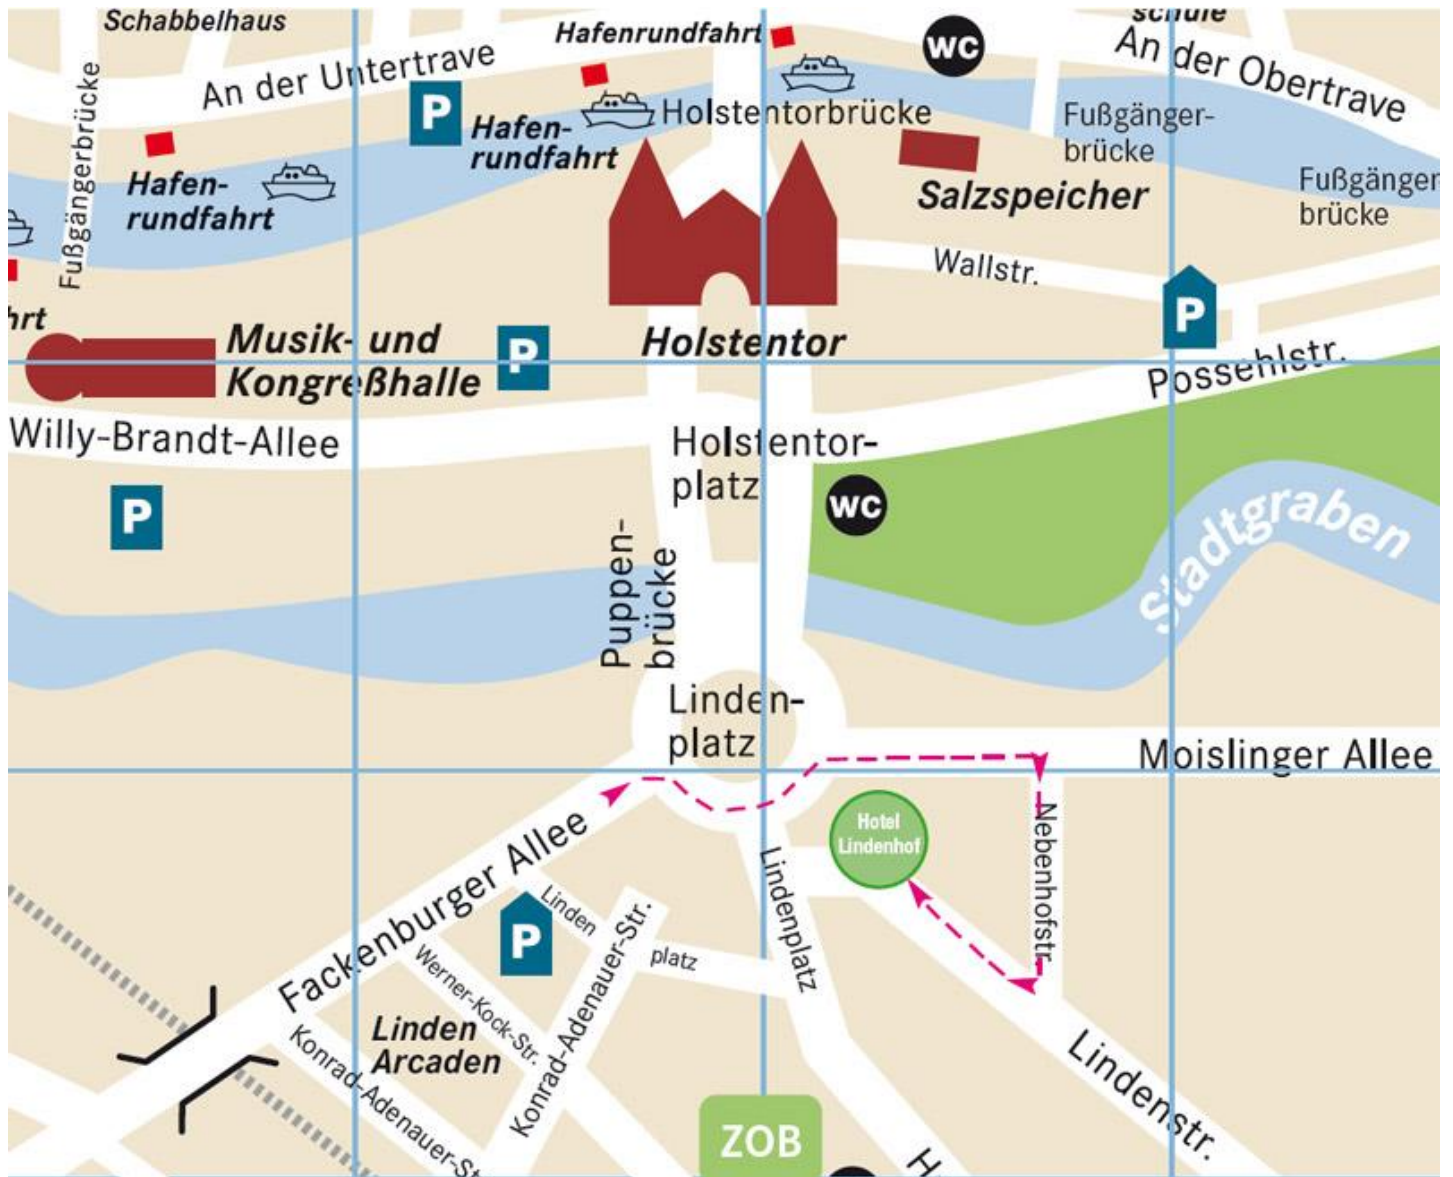 Schabbelhaus
Hafenrundfahrt
WC
schule
An der Untertrave
An der Obertrave
Fußgängerbrücke
P
Hafen-
rundfahrt
Holstentorbrücke
Fußgänger-
brücke
Hafen-
rundfahrt
Salzspeicher
Fußgänger
brücke
Wallstr.
P
hrt
Musik- und
Kongreßhalle
P
Holstentor
Possehlstr.
Willy-Brandt-Allee
Holstentor-
platz
P
WC
Stadtgraben
Puppen-
brücke
Linden-
platz
Moislinger Allee
Hotel
Lindenhof
Nebenhofstr.
Fackenburger Allee
Linden
platz
Lindenplatz
P
Werner-Kock-Str.
Konrad-Adenauer-Str.
Linden
Arcaden
Konrad-Adenauer-St
Lindenstr.
ZOB
H